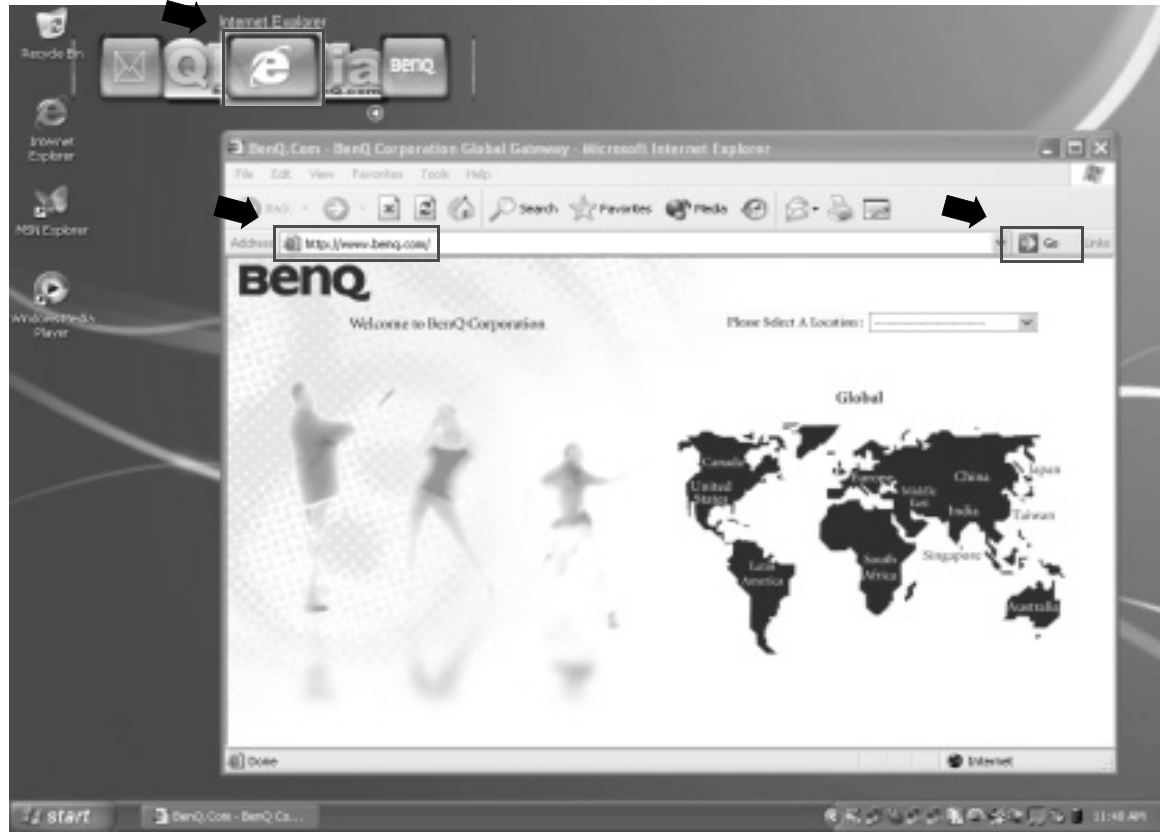 Internet Explorer
Recycle Bin
BenQ
Internet Explorer
MSN Explorer
Windows Media Player
BenQ.Com - BenQ Corporation Global Gateway - Microsoft Internet Explorer
File Edit View Favorites Tools Help
Back Search Favorites Media
Address http://www.benq.com/ Go Links
BenQ
Welcome to BenQ Corporation
Please Select A Location :
Global
Canada
United States
Latin America
Europe
Middle East
China
India
Japan
Taiwan
Singapore
South Africa
Australia
Done
Internet
start
BenQ.Com - BenQ Co...
11:48 AM